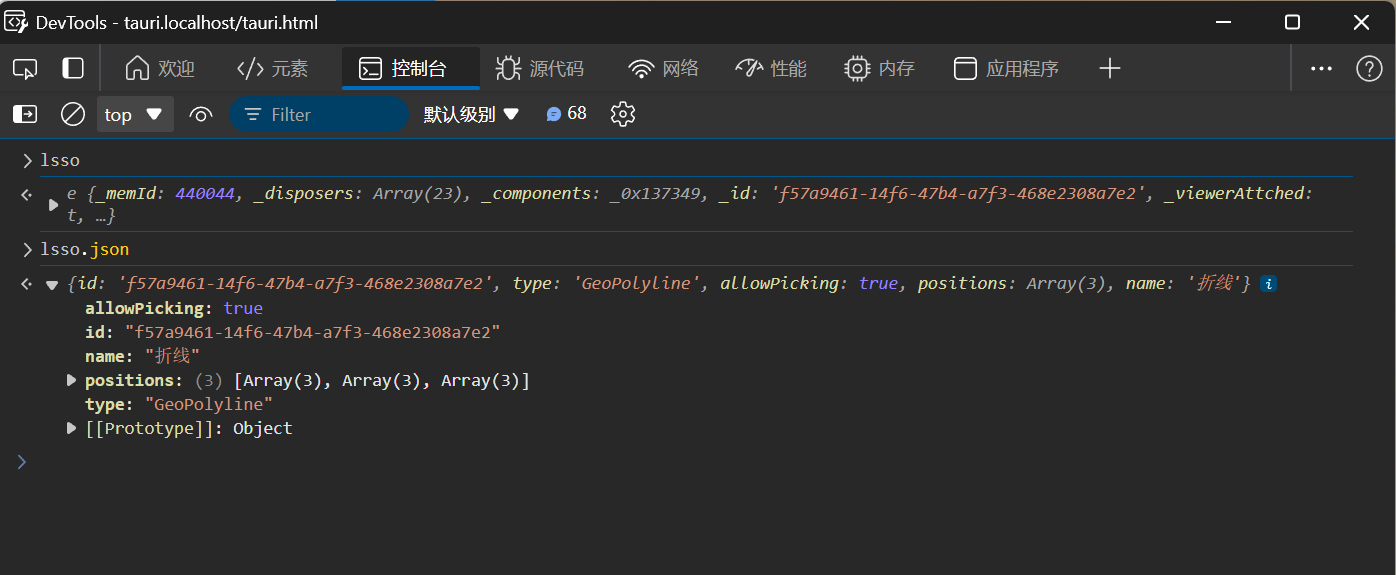 DevTools - tauri.localhost/tauri.html
欢迎 </> 元素 控制台 源代码 网络 性能 内存 应用程序
top Filter 默认级别 68
> lsso
e {_memId: 440044, _disposers: Array(23), _components: _0x137349, _id: 'f57a9461-14f6-47b4-a7f3-468e2308a7e2', _viewerAttched:
t, …}
> lsso.json
{id: 'f57a9461-14f6-47b4-a7f3-468e2308a7e2', type: 'GeoPolyline', allowPicking: true, positions: Array(3), name: '折线'} i
allowPicking: true
id: "f57a9461-14f6-47b4-a7f3-468e2308a7e2"
name: "折线"
positions: (3) [Array(3), Array(3), Array(3)]
type: "GeoPolyline"
[[Prototype]]: Object
>